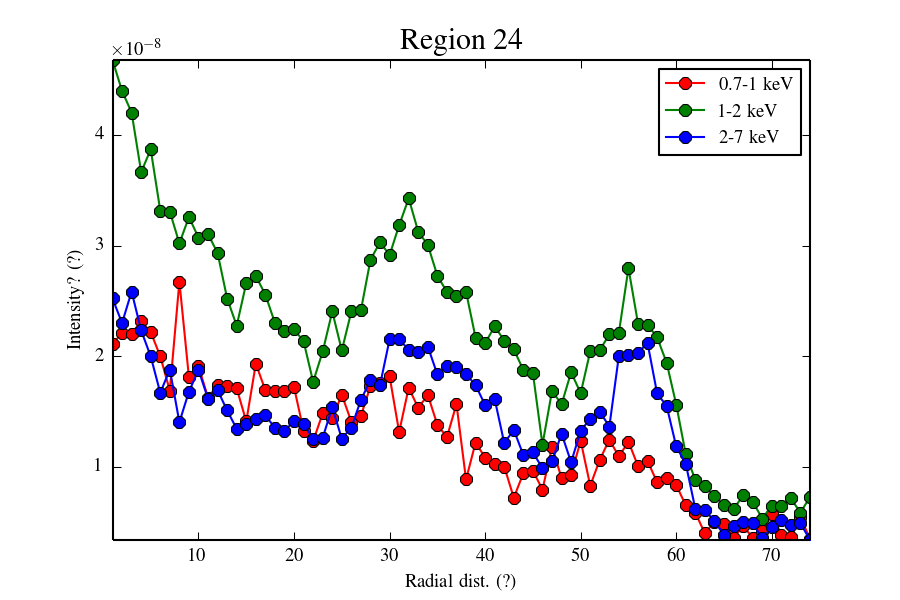 Region 24
×10⁻⁸
0.7-1 keV
1-2 keV
2-7 keV
4
3
2
1
Intensity? (?)
10 20 30 40 50 60 70
Radial dist. (?)